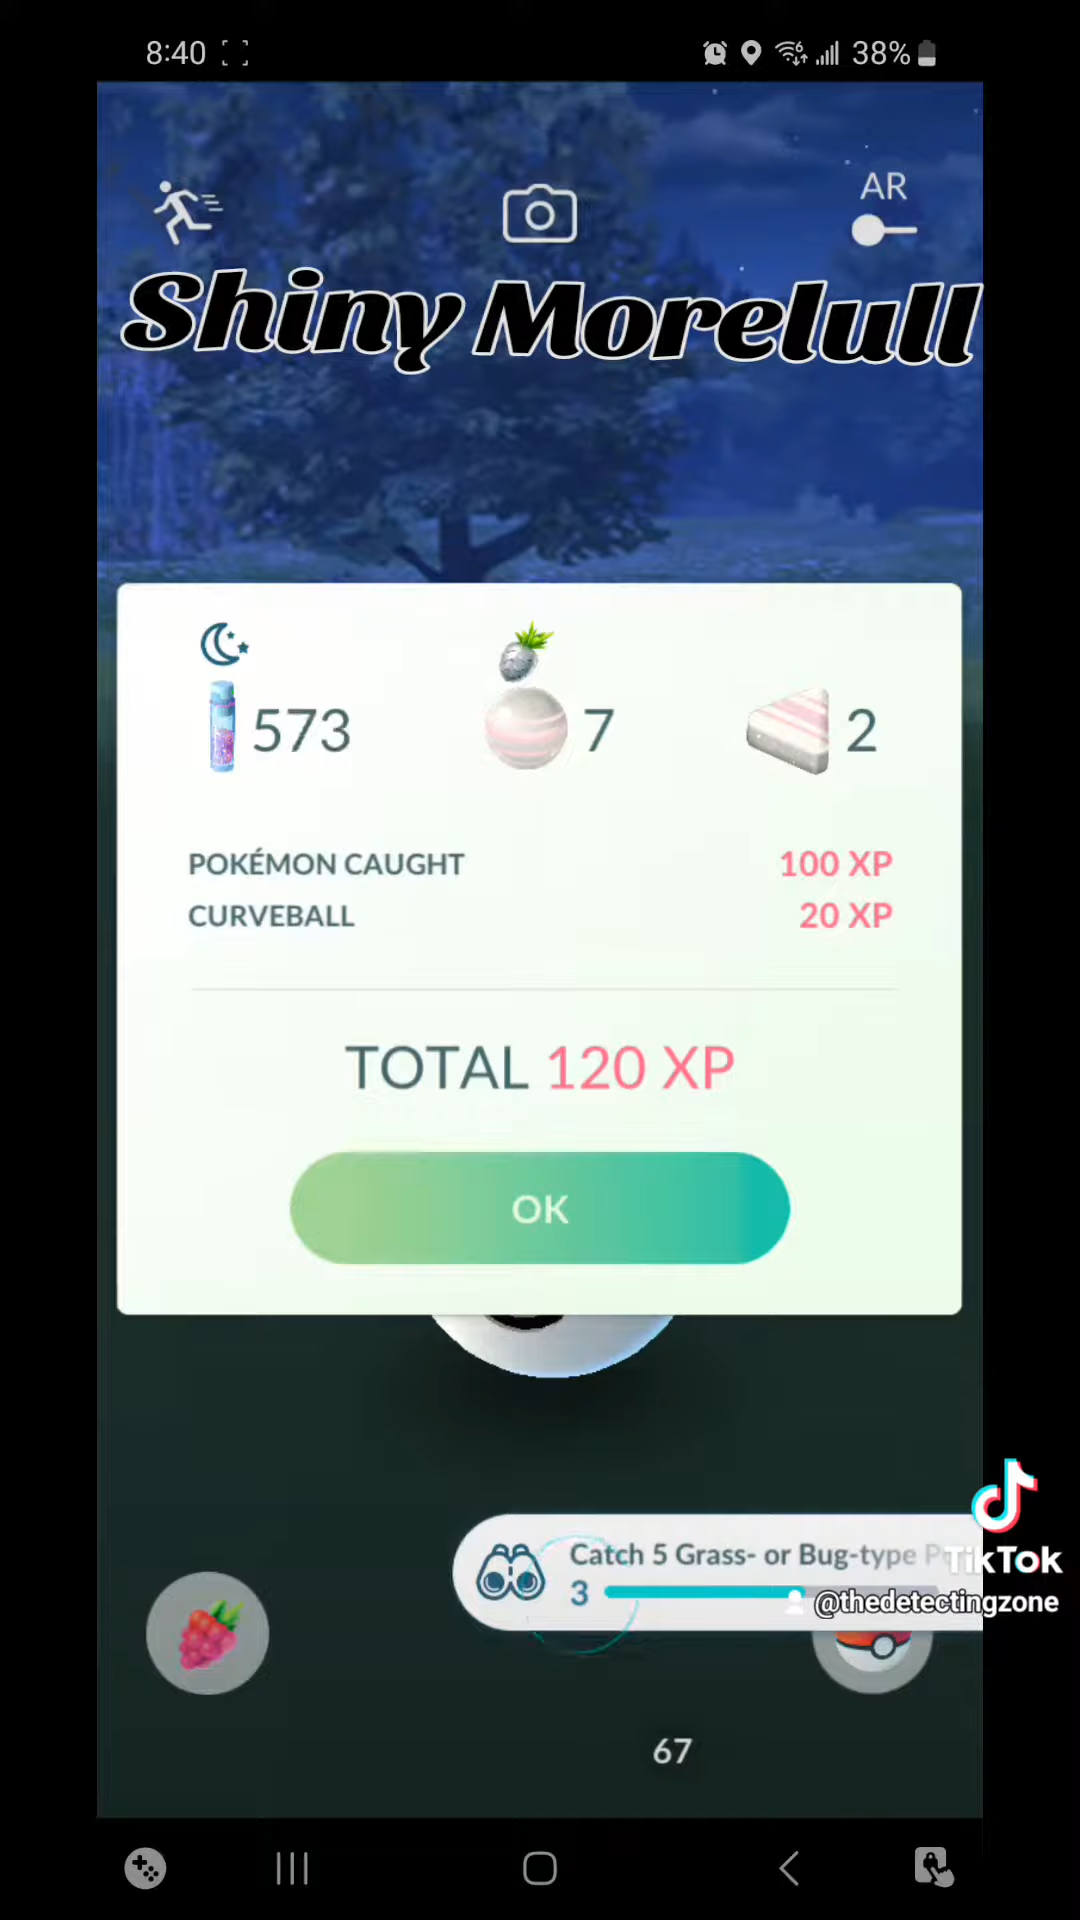 8:40
38%
AR
Shiny Morelull
573
7
2
POKÉMON CAUGHT 100 XP
CURVEBALL 20 XP
TOTAL 120 XP
OK
Catch 5 Grass- or Bug-type
3
TikTok
@thedetectingzone
67